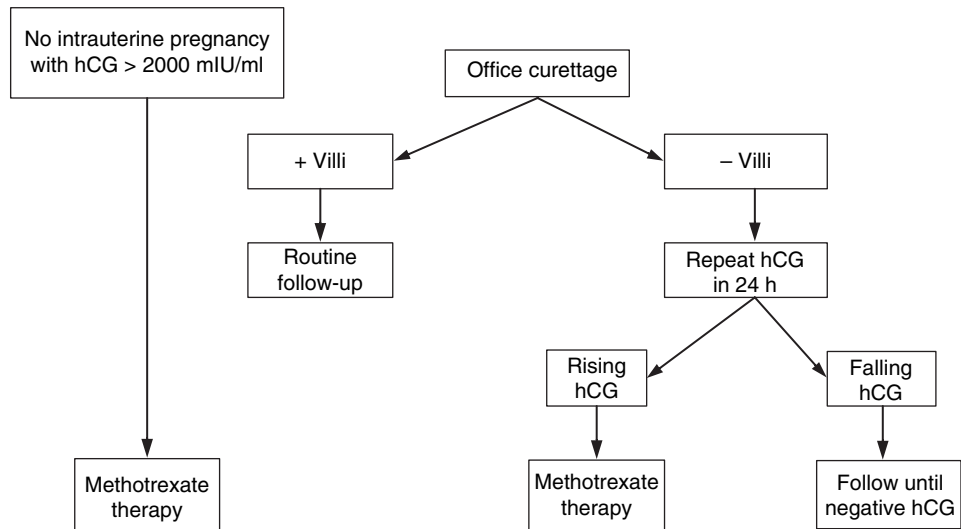 No intrauterine pregnancy
with hCG > 2000 mIU/ml
Office curettage
+ Villi
– Villi
Routine
follow-up
Repeat hCG
in 24 h
Rising
hCG
Falling
hCG
Methotrexate
therapy
Methotrexate
therapy
Follow until
negative hCG